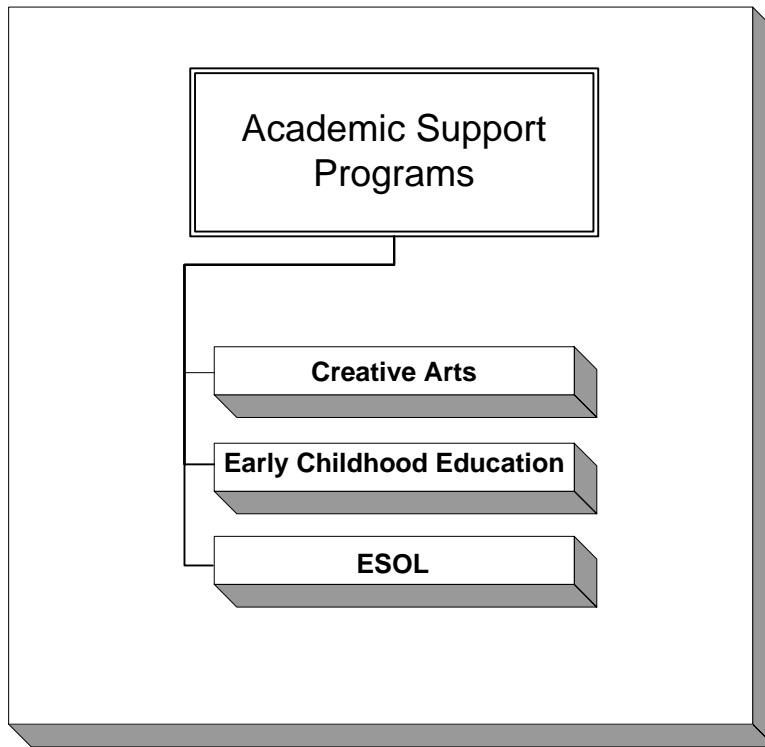 Academic Support
Programs
Creative Arts
Early Childhood Education
ESOL